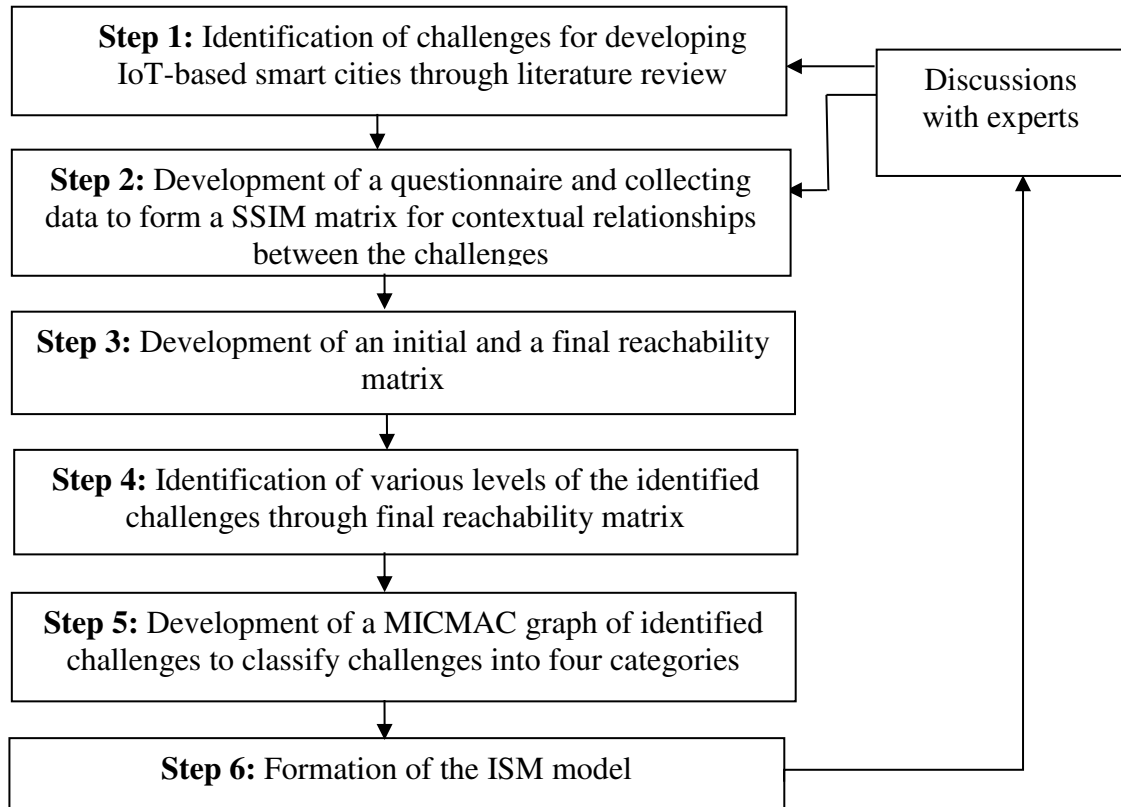 Step 1: Identification of challenges for developing
IoT-based smart cities through literature review
Discussions
with experts
Step 2: Development of a questionnaire and collecting
data to form a SSIM matrix for contextual relationships
between the challenges
Step 3: Development of an initial and a final reachability
matrix
Step 4: Identification of various levels of the identified
challenges through final reachability matrix
Step 5: Development of a MICMAC graph of identified
challenges to classify challenges into four categories
Step 6: Formation of the ISM model